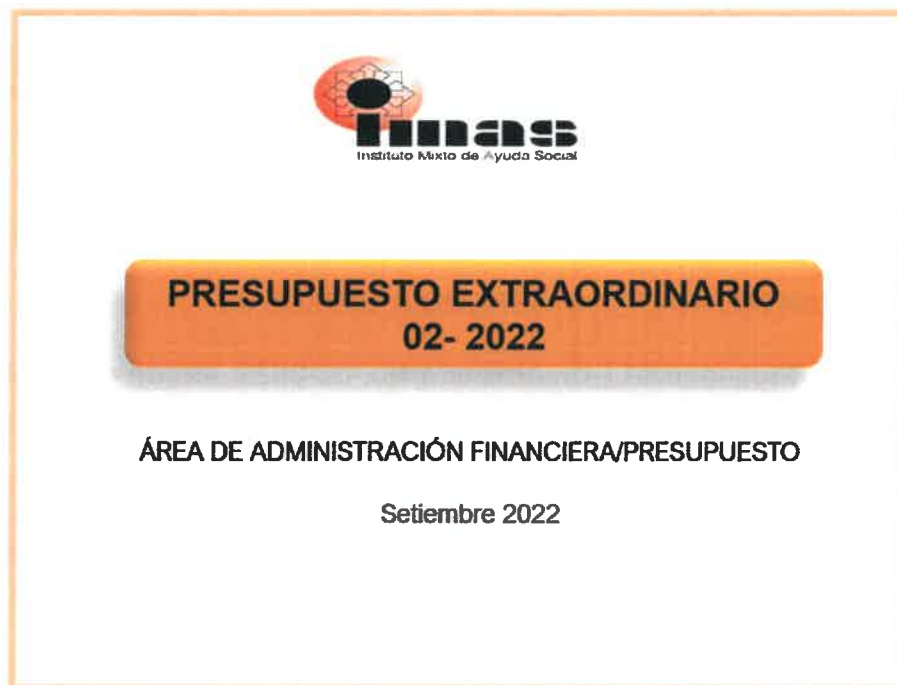 imas
Instituto Mixto de Ayuda Social
PRESUPUESTO EXTRAORDINARIO
02- 2022
ÁREA DE ADMINISTRACIÓN FINANCIERA/PRESUPUESTO
Setiembre 2022